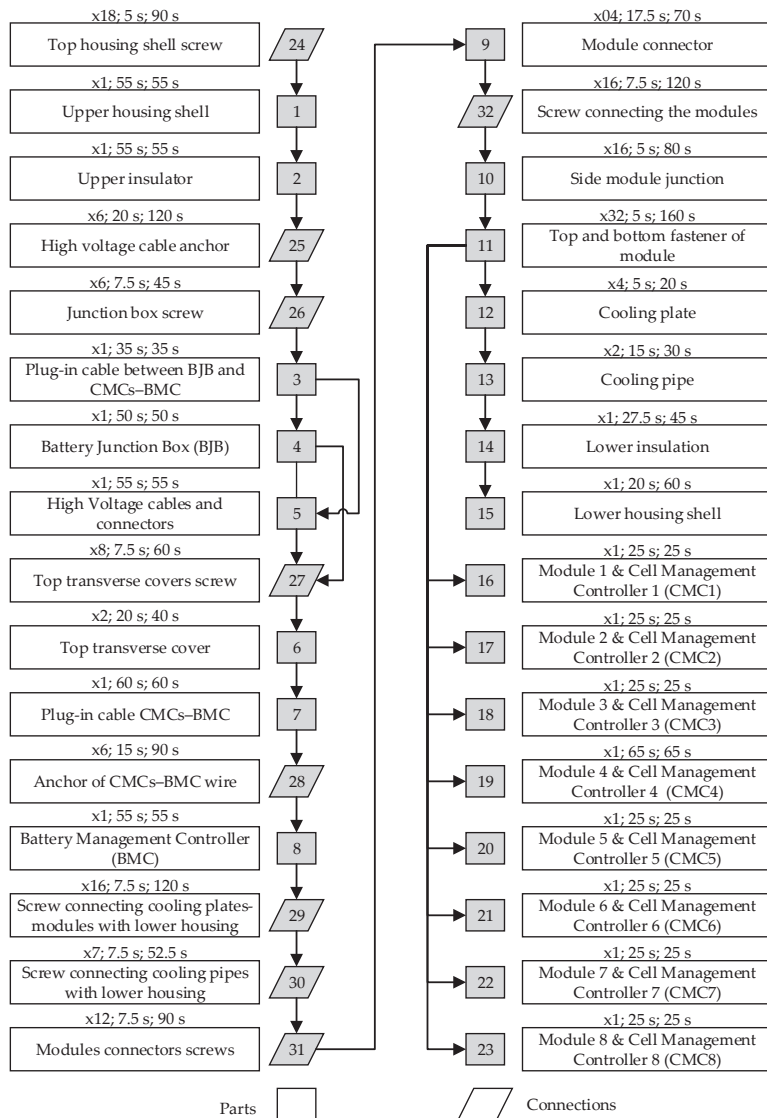 x18; 5 s; 90 s
Top housing shell screw
24
x1; 55 s; 55 s
Upper housing shell
1
x1; 55 s; 55 s
Upper insulator
2
x6; 20 s; 120 s
High voltage cable anchor
25
x6; 7.5 s; 45 s
Junction box screw
26
x1; 35 s; 35 s
Plug-in cable between BJB and
CMCs–BMC
3
x1; 50 s; 50 s
Battery Junction Box (BJB)
4
x1; 55 s; 55 s
High Voltage cables and
connectors
5
x8; 7.5 s; 60 s
Top transverse covers screw
27
x2; 20 s; 40 s
Top transverse cover
6
x1; 60 s; 60 s
Plug-in cable CMCs–BMC
7
x6; 15 s; 90 s
Anchor of CMCs–BMC wire
28
x1; 55 s; 55 s
Battery Management Controller
(BMC)
8
x16; 7.5 s; 120 s
Screw connecting cooling plates-
modules with lower housing
29
x7; 7.5 s; 52.5 s
Screw connecting cooling pipes
with lower housing
30
x12; 7.5 s; 90 s
Modules connectors screws
31
x04; 17.5 s; 70 s
9
Module connector
x16; 7.5 s; 120 s
32
Screw connecting the modules
x16; 5 s; 80 s
10
Side module junction
x32; 5 s; 160 s
11
Top and bottom fastener of
module
x4; 5 s; 20 s
12
Cooling plate
x2; 15 s; 30 s
13
Cooling pipe
x1; 27.5 s; 45 s
14
Lower insulation
x1; 20 s; 60 s
15
Lower housing shell
x1; 25 s; 25 s
16
Module 1 & Cell Management
Controller 1 (CMC1)
x1; 25 s; 25 s
17
Module 2 & Cell Management
Controller 2 (CMC2)
x1; 25 s; 25 s
18
Module 3 & Cell Management
Controller 3 (CMC3)
x1; 65 s; 65 s
19
Module 4 & Cell Management
Controller 4 (CMC4)
x1; 25 s; 25 s
20
Module 5 & Cell Management
Controller 5 (CMC5)
x1; 25 s; 25 s
21
Module 6 & Cell Management
Controller 6 (CMC6)
x1; 25 s; 25 s
22
Module 7 & Cell Management
Controller 7 (CMC7)
x1; 25 s; 25 s
23
Module 8 & Cell Management
Controller 8 (CMC8)
Parts
Connections